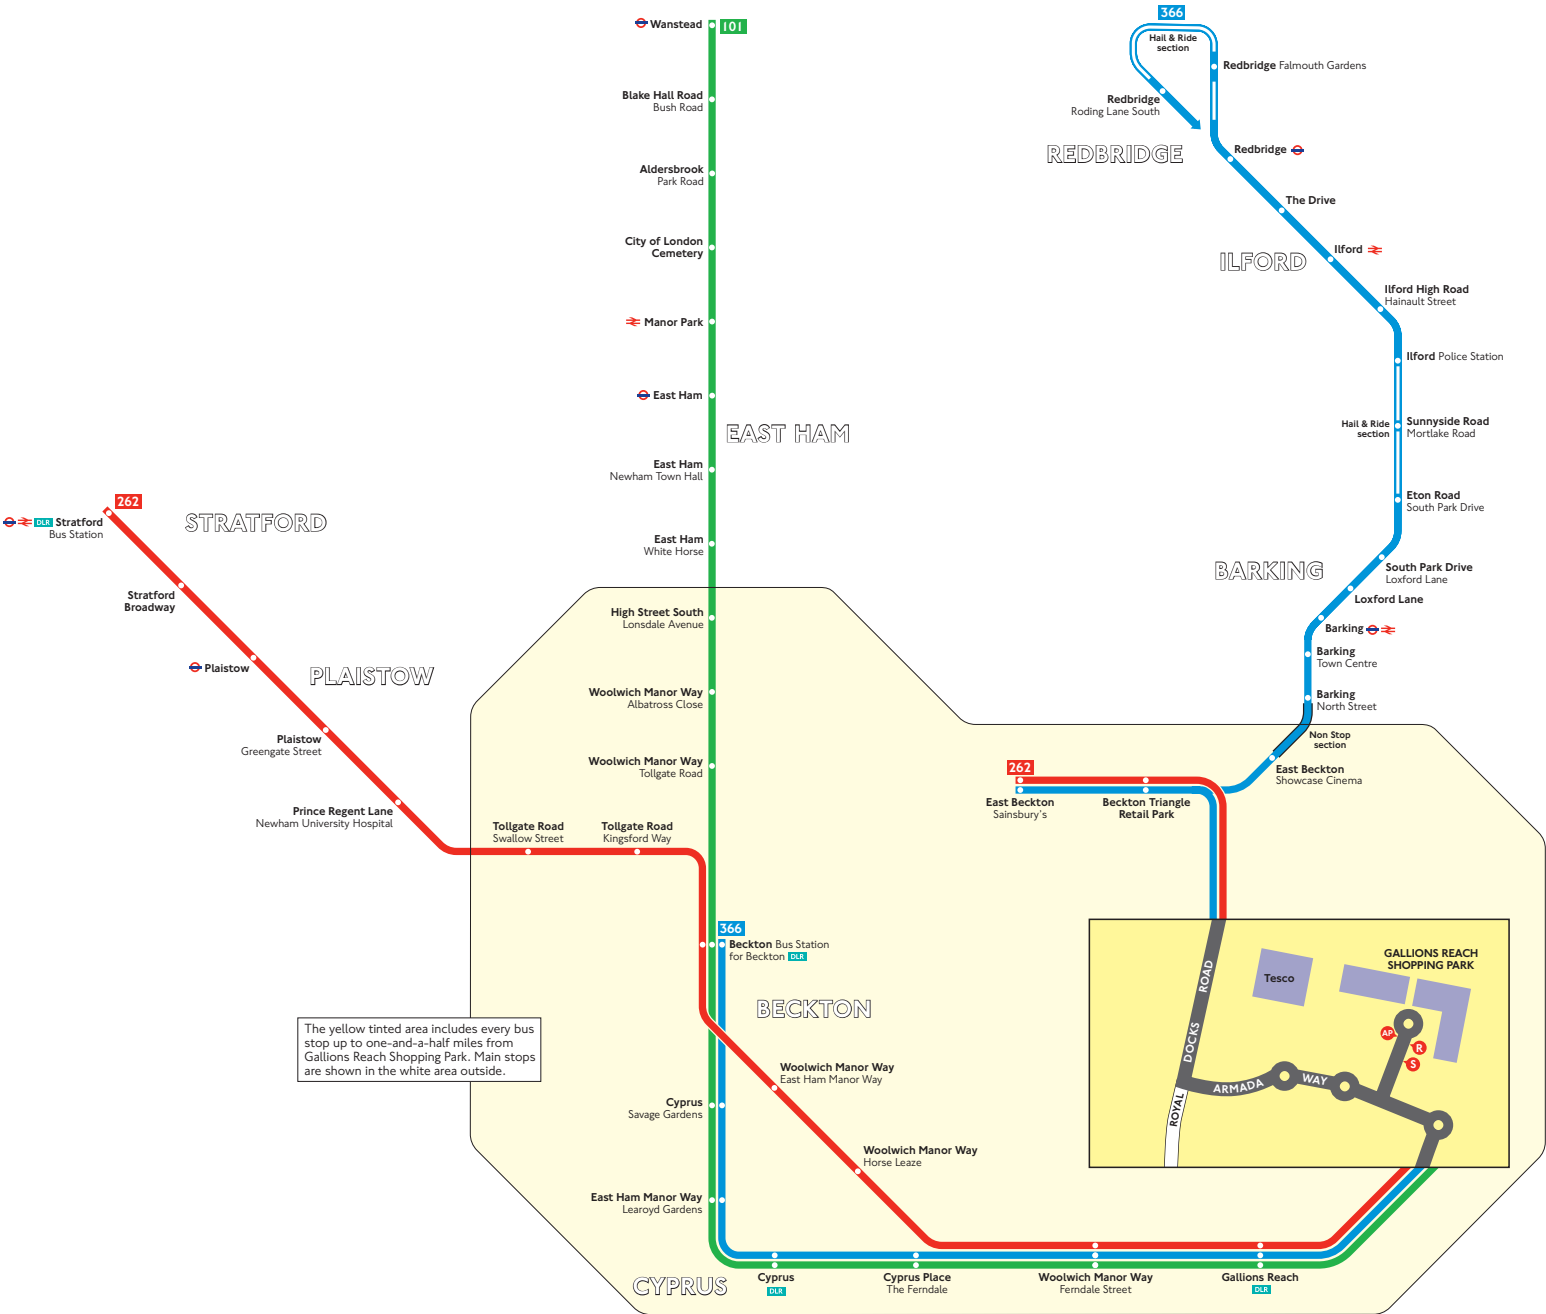 366
Wanstead
101
Hail & Ride
section
Redbridge Falmouth Gardens
Blake Hall Road
Bush Road
Redbridge
Roding Lane South
REDBRIDGE
Redbridge
Aldersbrook
Park Road
The Drive
City of London
Cemetery
Ilford
ILFORD
Ilford High Road
Hainault Street
Manor Park
Ilford Police Station
East Ham
EAST HAM
Hail & Ride
section
Sunnyside Road
Mortlake Road
East Ham
Newham Town Hall
262
DLR Stratford
Bus Station
STRATFORD
Eton Road
South Park Drive
East Ham
White Horse
BARKING
South Park Drive
Loxford Lane
Stratford
Broadway
Loxford Lane
High Street South
Lonsdale Avenue
Barking
Barking
Town Centre
Plaistow
PLAISTOW
Woolwich Manor Way
Albatross Close
Barking
North Street
Plaistow
Greengate Street
Non Stop
section
Woolwich Manor Way
Tollgate Road
262
East Beckton
Showcase Cinema
East Beckton
Sainsbury's
Beckton Triangle
Retail Park
Prince Regent Lane
Newham University Hospital
Tollgate Road
Swallow Street
Tollgate Road
Kingsford Way
366
Beckton Bus Station
for Beckton DLR
GALLIONS REACH
SHOPPING PARK
Tesco
BECKTON
The yellow tinted area includes every bus
stop up to one-and-a-half miles from
Gallions Reach Shopping Park. Main stops
are shown in the white area outside.
AP
R
S
ROYAL DOCKS ROAD
ARMADA WAY
Woolwich Manor Way
East Ham Manor Way
Cyprus
Savage Gardens
Woolwich Manor Way
Horse Leaze
East Ham Manor Way
Learoyd Gardens
CYPRUS
Cyprus
DLR
Cyprus Place
The Ferndale
Woolwich Manor Way
Ferndale Street
Gallions Reach
DLR